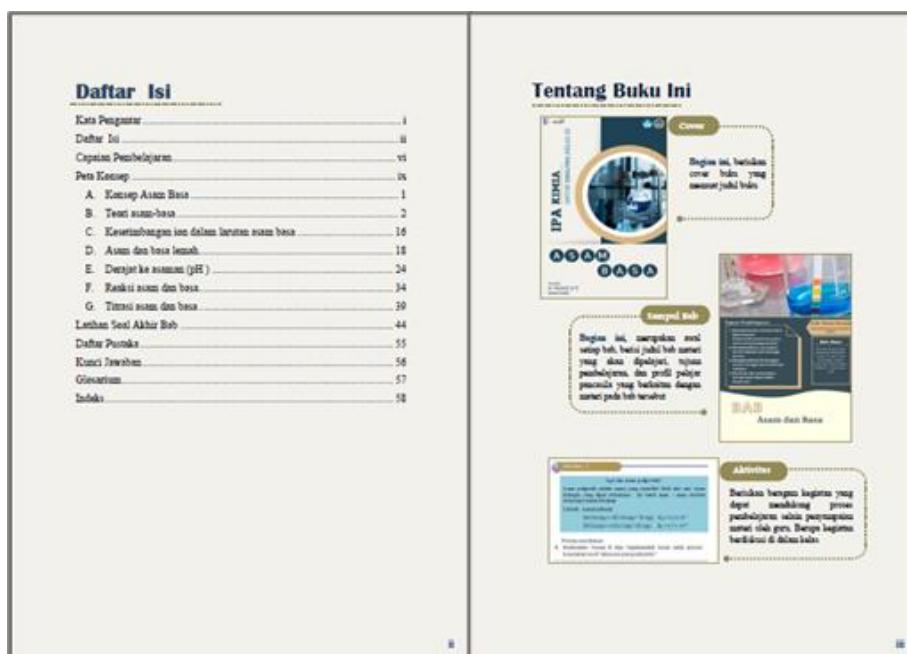 Daftar Isi
Kata Pengantar ........ i
Daftar Isi ........ ii
Capaian Pembelajaran ........ vi
Peta Konsep ........ ix
A. Konsep Asam Basa ........ 1
B. Teori asam-basa ........ 2
C. Kesetimbangan ion dalam larutan asam basa ........ 16
D. Asam dan basa lemah ........ 18
E. Derajat ke asaman (pH ) ........ 24
F. Reaksi asam dan basa ........ 34
G. Titrasi asam dan basa ........ 39
Latihan Soal Akhir Bab ........ 44
Daftar Pustaka ........ 55
Kunci Jawaban ........ 56
Glosarium ........ 57
Indeks ........ 58
ii
Tentang Buku Ini
IPA KIMIA
ASAM
BASA
Cover
Bagian ini, berisikan
cover buku yang
memuat judul buku
Sampul Bab
Bagian ini, merupakan awal
setiap bab, berisi judul bab materi
yang akan dipelajari, tujuan
pembelajaran, dan profil pelajar
pancasila yang berkaitan dengan
materi pada bab tersebut
BAB
Asam dan Basa
Aktivitas
Berisikan beragam kegiatan yang
dapat mendukung proses
pembelajaran selain penyampaian
materi oleh guru. Berupa kegiatan
berdiskusi di dalam kelas
iii